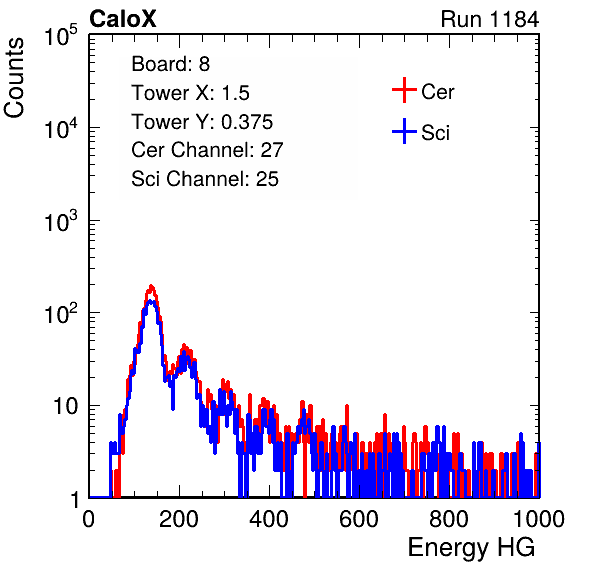 CaloX Run 1184
Counts
10^5
10^4
10^3
10^2
10
1
Board: 8
Tower X: 1.5
Tower Y: 0.375
Cer Channel: 27
Sci Channel: 25
Cer
Sci
0 200 400 600 800 1000
Energy HG